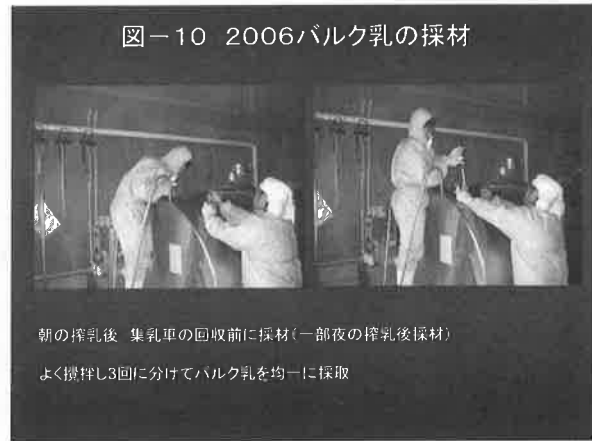 図－10 2006バルク乳の採材
朝の搾乳後 集乳車の回収前に採材(一部夜の搾乳後採材)
よく攪拌し3回に分けてバルク乳を均一に採取